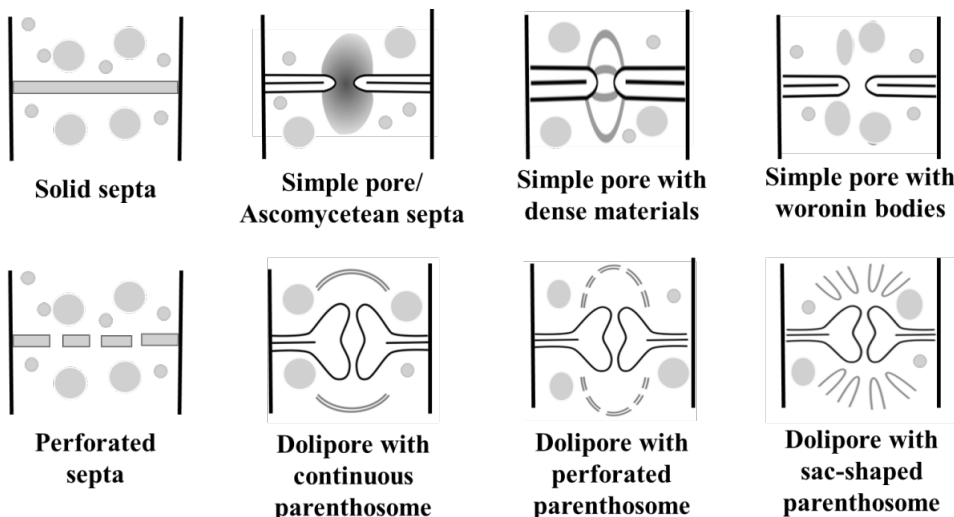 Solid septa
Simple pore/
Ascomycetean septa
Simple pore with
dense materials
Simple pore with
woronin bodies
Perforated
septa
Dolipore with
continuous
parenthosome
Dolipore with
perforated
parenthosome
Dolipore with
sac-shaped
parenthosome